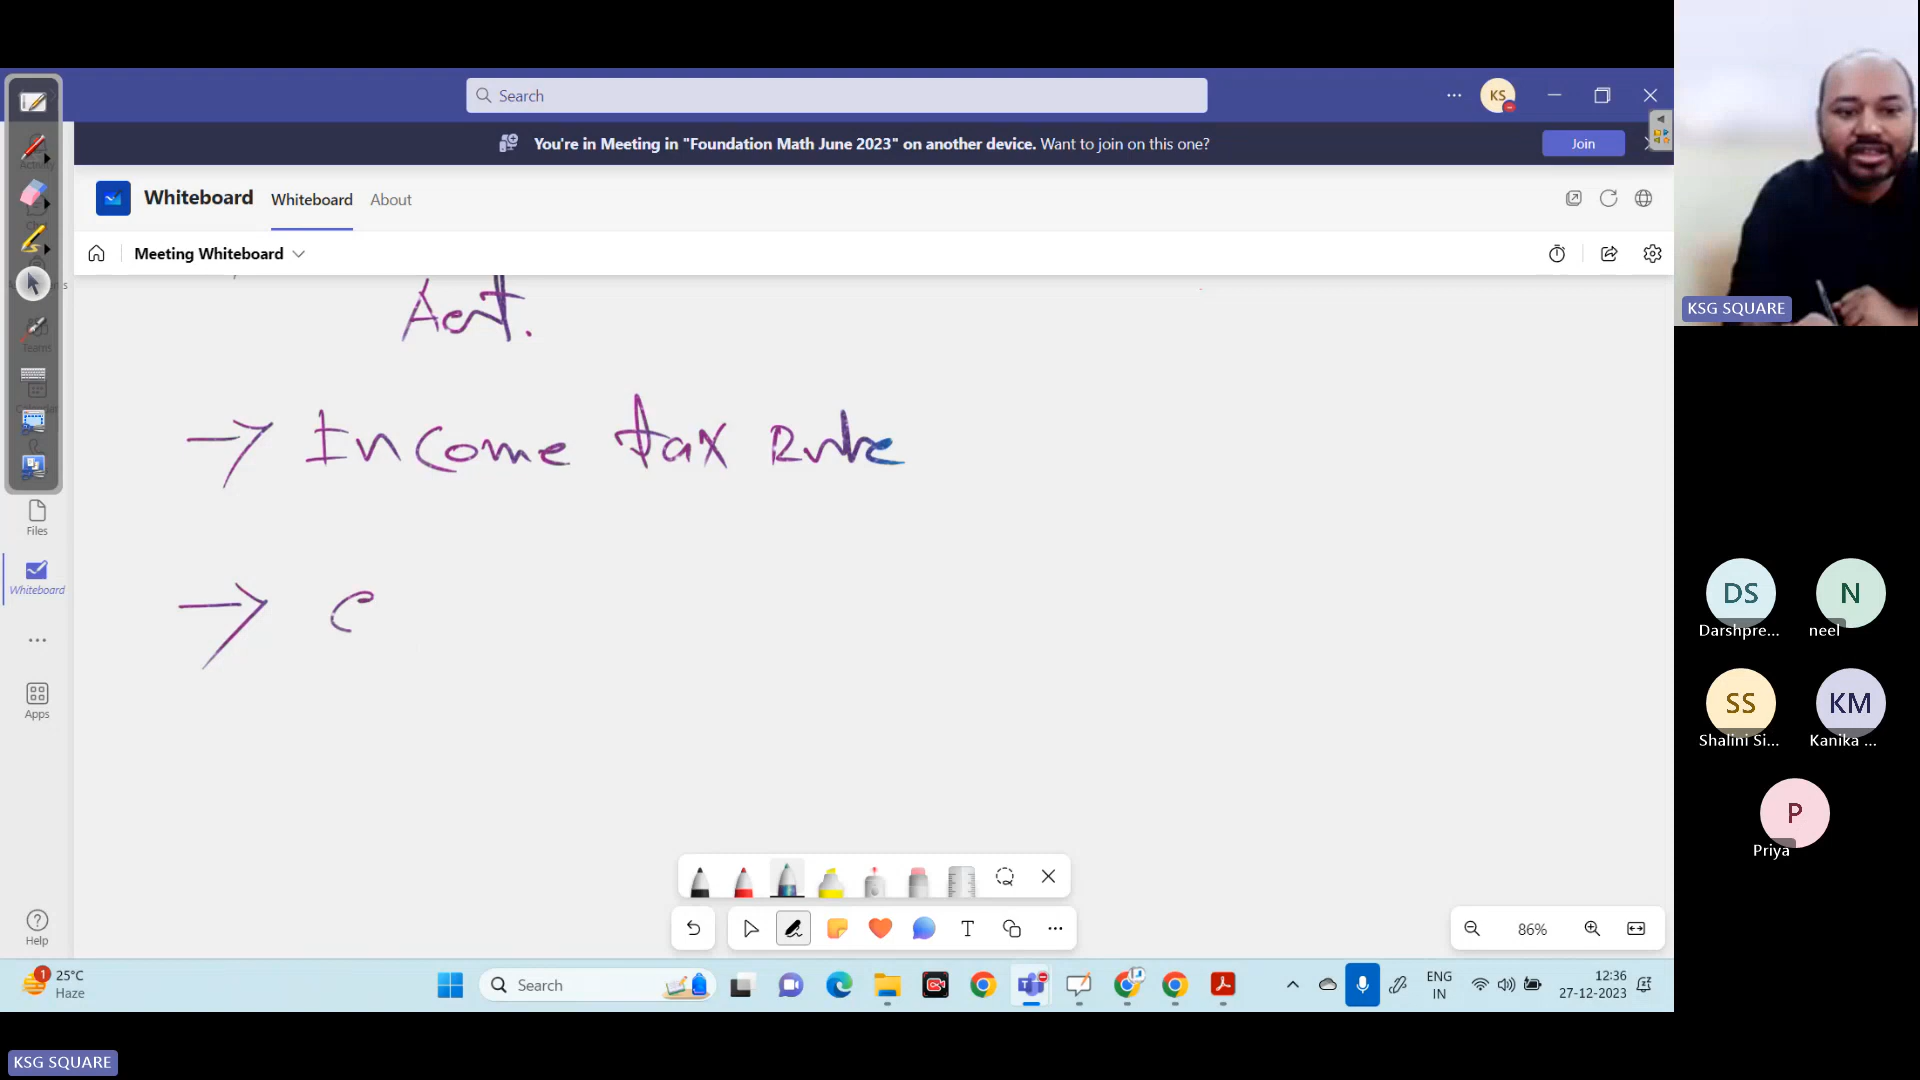 Search
KS
You're in Meeting in "Foundation Math June 2023" on another device. Want to join on this one?
Join
Whiteboard
Whiteboard
About
Meeting Whiteboard
KSG SQUARE
Act.
→ Income tax Rule
→ C
Teams
Files
Whiteboard
Apps
Help
DS
Darshpre...
N
neel
SS
Shalini Si...
KM
Kanika ...
P
Priya
86%
1
25°C
Haze
Search
ENG
IN
12:36
27-12-2023
KSG SQUARE